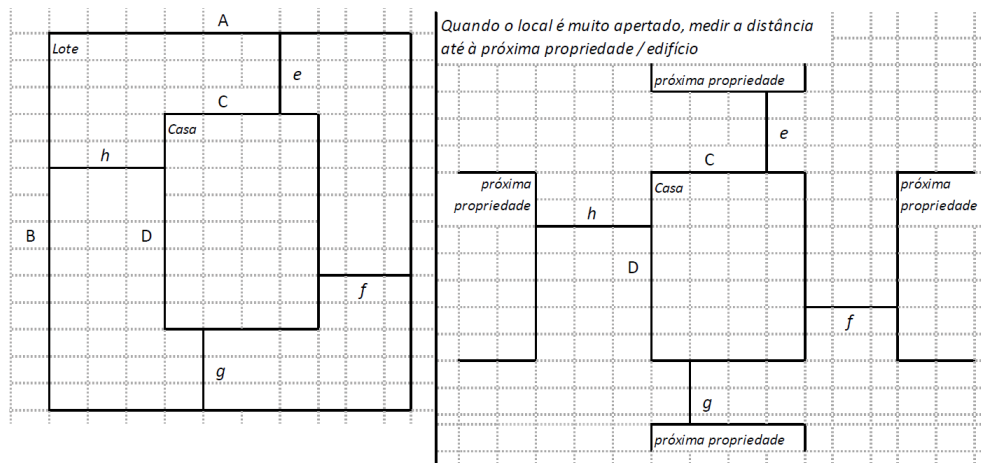 A
Lote
e
C
Casa
h
B
D
f
g
Quando o local é muito apertado, medir a distância
até à próxima propriedade / edifício
próxima propriedade
e
C
próxima
propriedade
Casa
próxima
propriedade
h
D
f
g
próxima propriedade